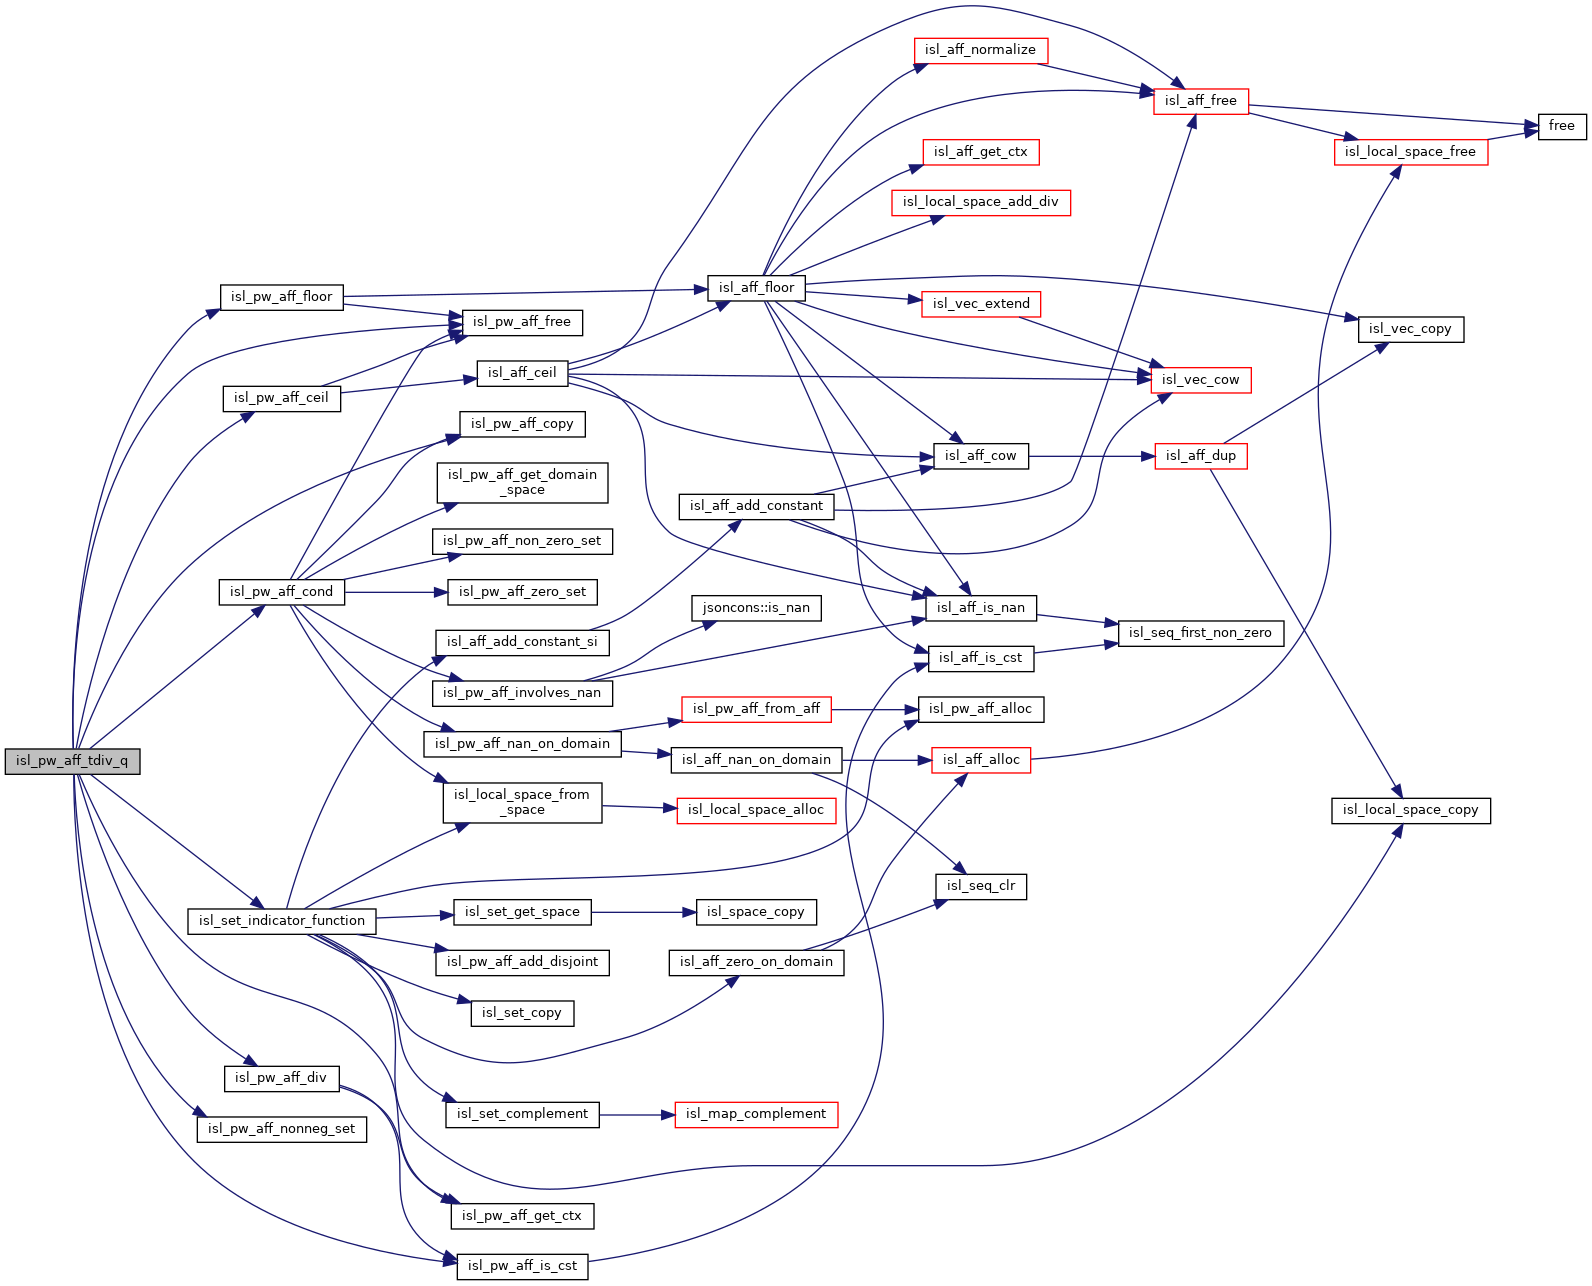 isl_aff_normalize
isl_aff_free
free
isl_aff_get_ctx
isl_local_space_free
isl_local_space_add_div
isl_aff_floor
isl_pw_aff_floor
isl_vec_extend
isl_pw_aff_free
isl_vec_copy
isl_aff_ceil
isl_vec_cow
isl_pw_aff_ceil
isl_pw_aff_copy
isl_aff_cow
isl_aff_dup
isl_pw_aff_get_domain
_space
isl_aff_add_constant
isl_pw_aff_non_zero_set
isl_pw_aff_cond
isl_pw_aff_zero_set
jsoncons::is_nan
isl_aff_is_nan
isl_seq_first_non_zero
isl_aff_add_constant_si
isl_aff_is_cst
isl_pw_aff_involves_nan
isl_pw_aff_from_aff
isl_pw_aff_alloc
isl_pw_aff_nan_on_domain
isl_aff_nan_on_domain
isl_aff_alloc
isl_pw_aff_tdiv_q
isl_local_space_from
_space
isl_local_space_alloc
isl_local_space_copy
isl_seq_clr
isl_set_indicator_function
isl_set_get_space
isl_space_copy
isl_pw_aff_add_disjoint
isl_aff_zero_on_domain
isl_set_copy
isl_pw_aff_div
isl_set_complement
isl_map_complement
isl_pw_aff_nonneg_set
isl_pw_aff_get_ctx
isl_pw_aff_is_cst